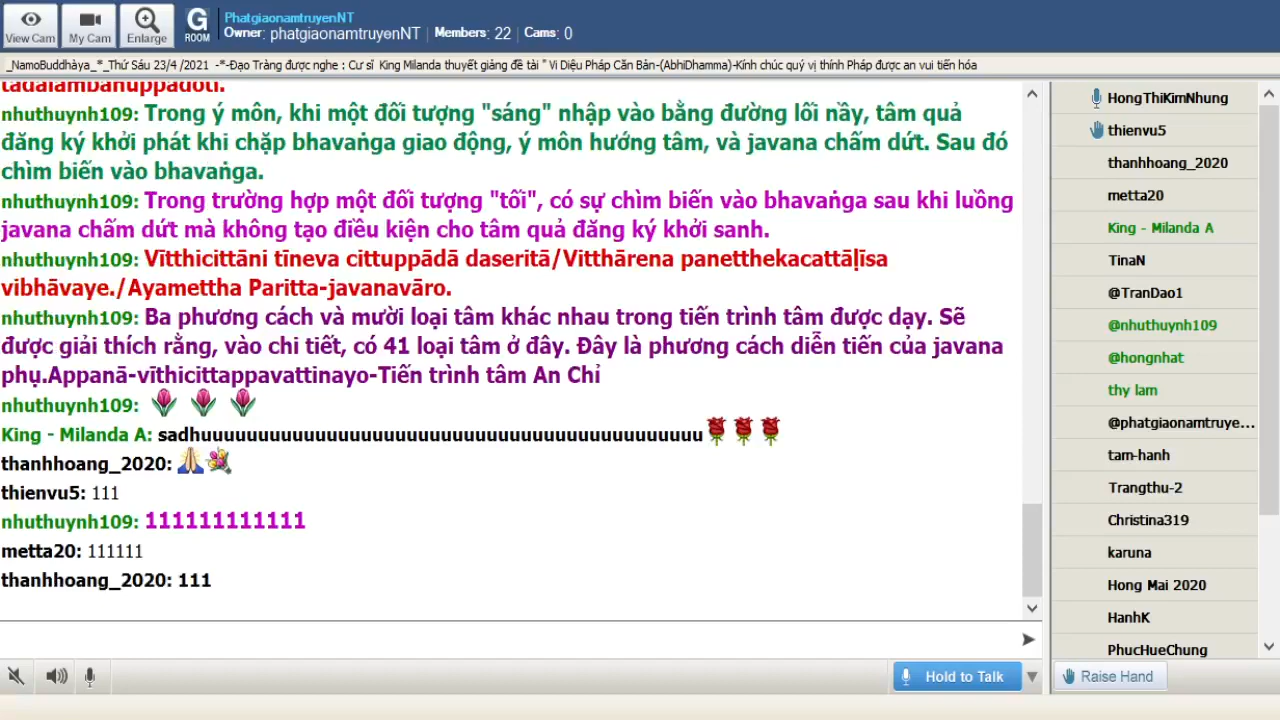 View Cam
My Cam
Enlarge
G
ROOM
PhatgiaonamtruyenNT
Owner: phatgiaonamtruyenNT | Members: 22 | Cams: 0
_NamoBuddhàya_*_Thứ Sáu 23/4 /2021 -*-Đạo Tràng được nghe : Cư sĩ King Milanda thuyết giảng đề tài " Vi Diệu Pháp Căn Bản-(AbhiDhamma)-Kính chúc quý vị thính Pháp được an vui tiến hóa
tadālambanuppādoti.
nhuthuynh109: Trong ý môn, khi một đối tượng "sáng" nhập vào bằng đường lối nầy, tâm quả
đăng ký khởi phát khi chặp bhavaṅga giao động, ý môn hướng tâm, và javana chấm dứt. Sau đó
chìm biến vào bhavaṅga.
nhuthuynh109: Trong trường hợp một đối tượng "tối", có sự chìm biến vào bhavaṅga sau khi luồng
javana chấm dứt mà không tạo điều kiện cho tâm quả đăng ký khởi sanh.
nhuthuynh109: Vītthicittāni tīneva cittuppādā daseritā/Vitthārena panetthekacattāḷīsa
vibhāvaye./Ayamettha Paritta-javanavāro.
nhuthuynh109: Ba phương cách và mười loại tâm khác nhau trong tiến trình tâm được dạy. Sẽ
được giải thích rằng, vào chi tiết, có 41 loại tâm ở đây. Đây là phương cách diễn tiến của javana
phụ.Appanā-vīthicittappavattinayo-Tiến trình tâm An Chỉ
nhuthuynh109:
King - Milanda A: sadhuuuuuuuuuuuuuuuuuuuuuuuuuuuuuuuuuuuuuuuuuuuu
thanhhoang_2020:
thienvu5: 111
nhuthuynh109: 111111111111
metta20: 111111
thanhhoang_2020: 111
Hold to Talk
HongThiKimNhung
thienvu5
thanhhoang_2020
metta20
King - Milanda A
TinaN
@TranDao1
@nhuthuynh109
@hongnhat
thy lam
@phatgiaonamtruye...
tam-hanh
Trangthu-2
Christina319
karuna
Hong Mai 2020
HanhK
PhucHueChung
Raise Hand